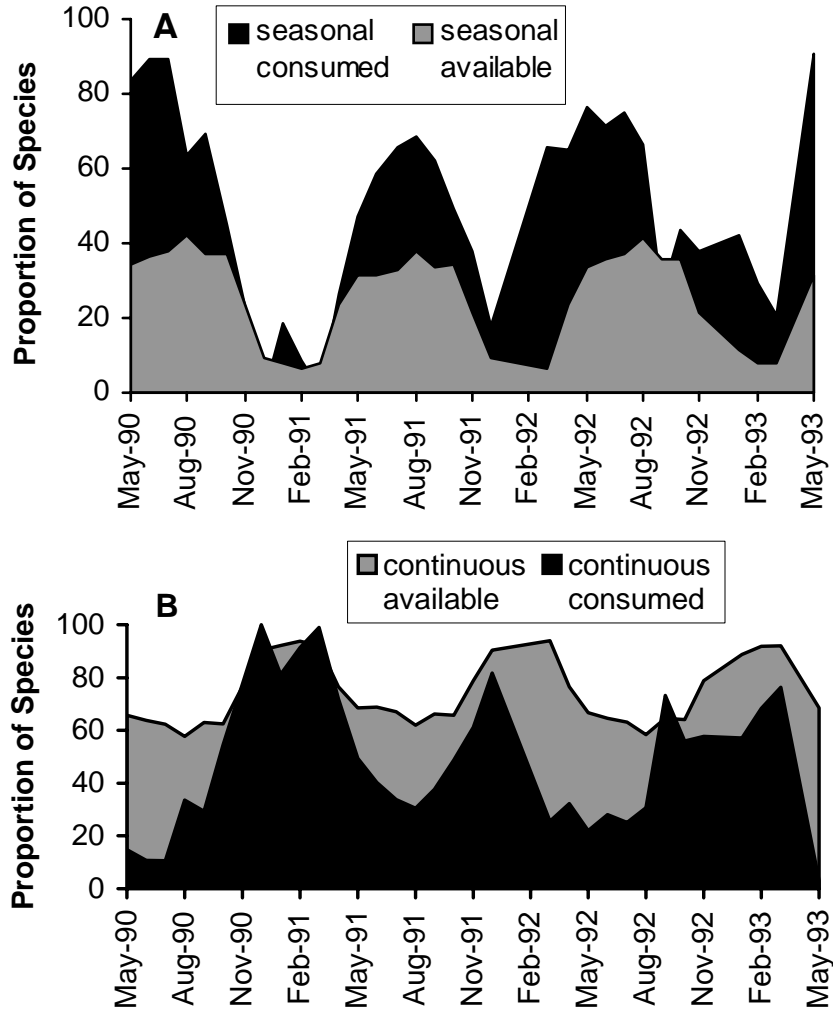 A
seasonal consumed
seasonal available
Proportion of Species
100
80
60
40
20
0
May-90
Aug-90
Nov-90
Feb-91
May-91
Aug-91
Nov-91
Feb-92
May-92
Aug-92
Nov-92
Feb-93
May-93
B
continuous available
continuous consumed
Proportion of Species
100
80
60
40
20
0
May-90
Aug-90
Nov-90
Feb-91
May-91
Aug-91
Nov-91
Feb-92
May-92
Aug-92
Nov-92
Feb-93
May-93